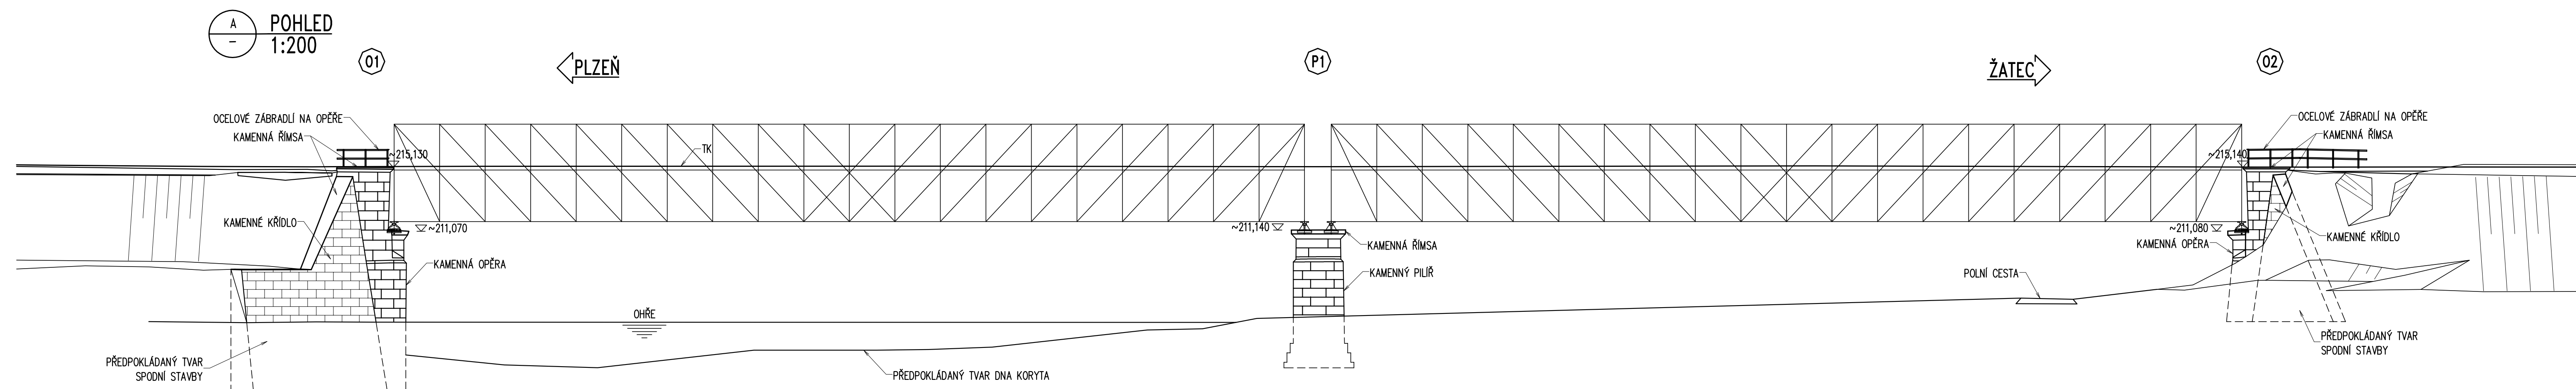 A
–
POHLED
1:200
O1
PLZEŇ
P1
ŽATEC
O2
OCELOVÉ ZÁBRADLÍ NA OPĚŘE
KAMENNÁ ŘÍMSA
~215,130
TK
~215,140
OCELOVÉ ZÁBRADLÍ NA OPĚŘE
KAMENNÁ ŘÍMSA
KAMENNÉ KŘÍDLO
~211,070
~211,140
KAMENNÁ ŘÍMSA
~211,080
KAMENNÁ OPĚRA
KAMENNÉ KŘÍDLO
KAMENNÁ OPĚRA
KAMENNÝ PILÍŘ
POLNÍ CESTA
OHŘE
PŘEDPOKLÁDANÝ TVAR
SPODNÍ STAVBY
PŘEDPOKLÁDANÝ TVAR DNA KORYTA
PŘEDPOKLÁDANÝ TVAR
SPODNÍ STAVBY